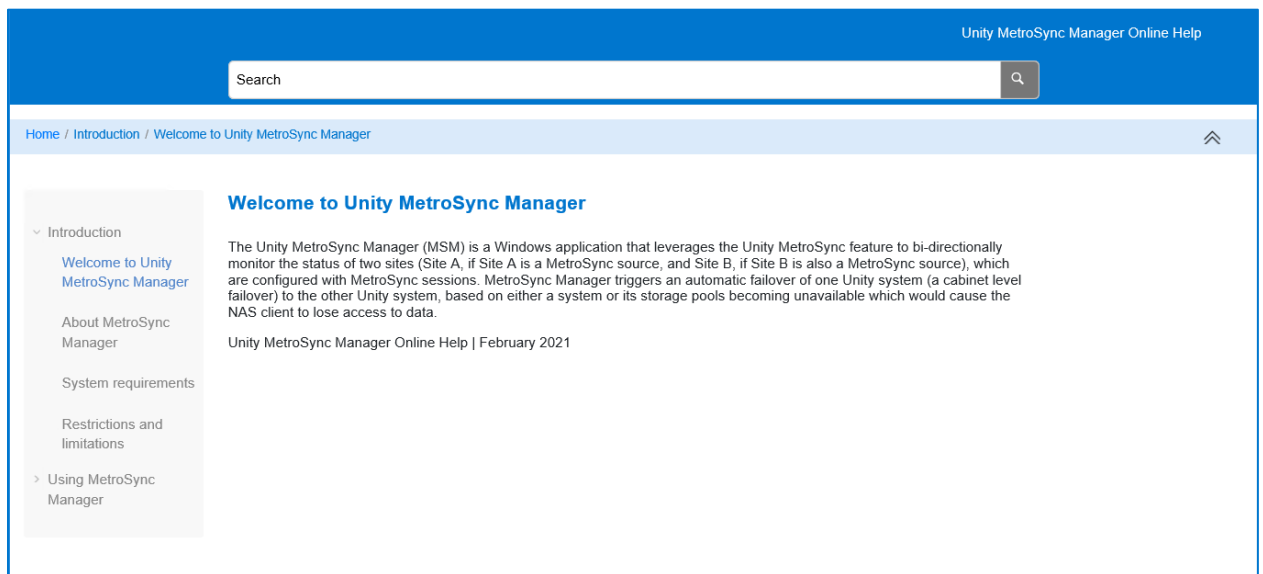 Unity MetroSync Manager Online Help
Search
Home / Introduction / Welcome to Unity MetroSync Manager
Introduction
Welcome to Unity
MetroSync Manager
About MetroSync
Manager
System requirements
Restrictions and
limitations
Using MetroSync
Manager
Welcome to Unity MetroSync Manager
The Unity MetroSync Manager (MSM) is a Windows application that leverages the Unity MetroSync feature to bi-directionally
monitor the status of two sites (Site A, if Site A is a MetroSync source, and Site B, if Site B is also a MetroSync source), which
are configured with MetroSync sessions. MetroSync Manager triggers an automatic failover of one Unity system (a cabinet level
failover) to the other Unity system, based on either a system or its storage pools becoming unavailable which would cause the
NAS client to lose access to data.
Unity MetroSync Manager Online Help | February 2021